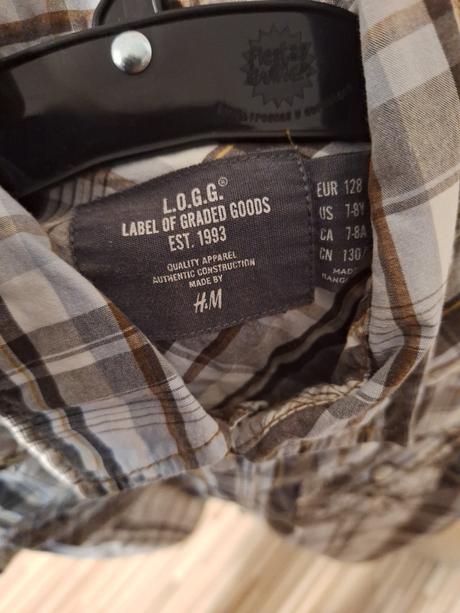 L.O.G.G.®
LABEL OF GRADED GOODS
EST. 1993
QUALITY APPAREL
AUTHENTIC CONSTRUCTION
MADE BY
H&M
EUR 128
US 7-8Y
CA 7-8A
CN 130/
MADE